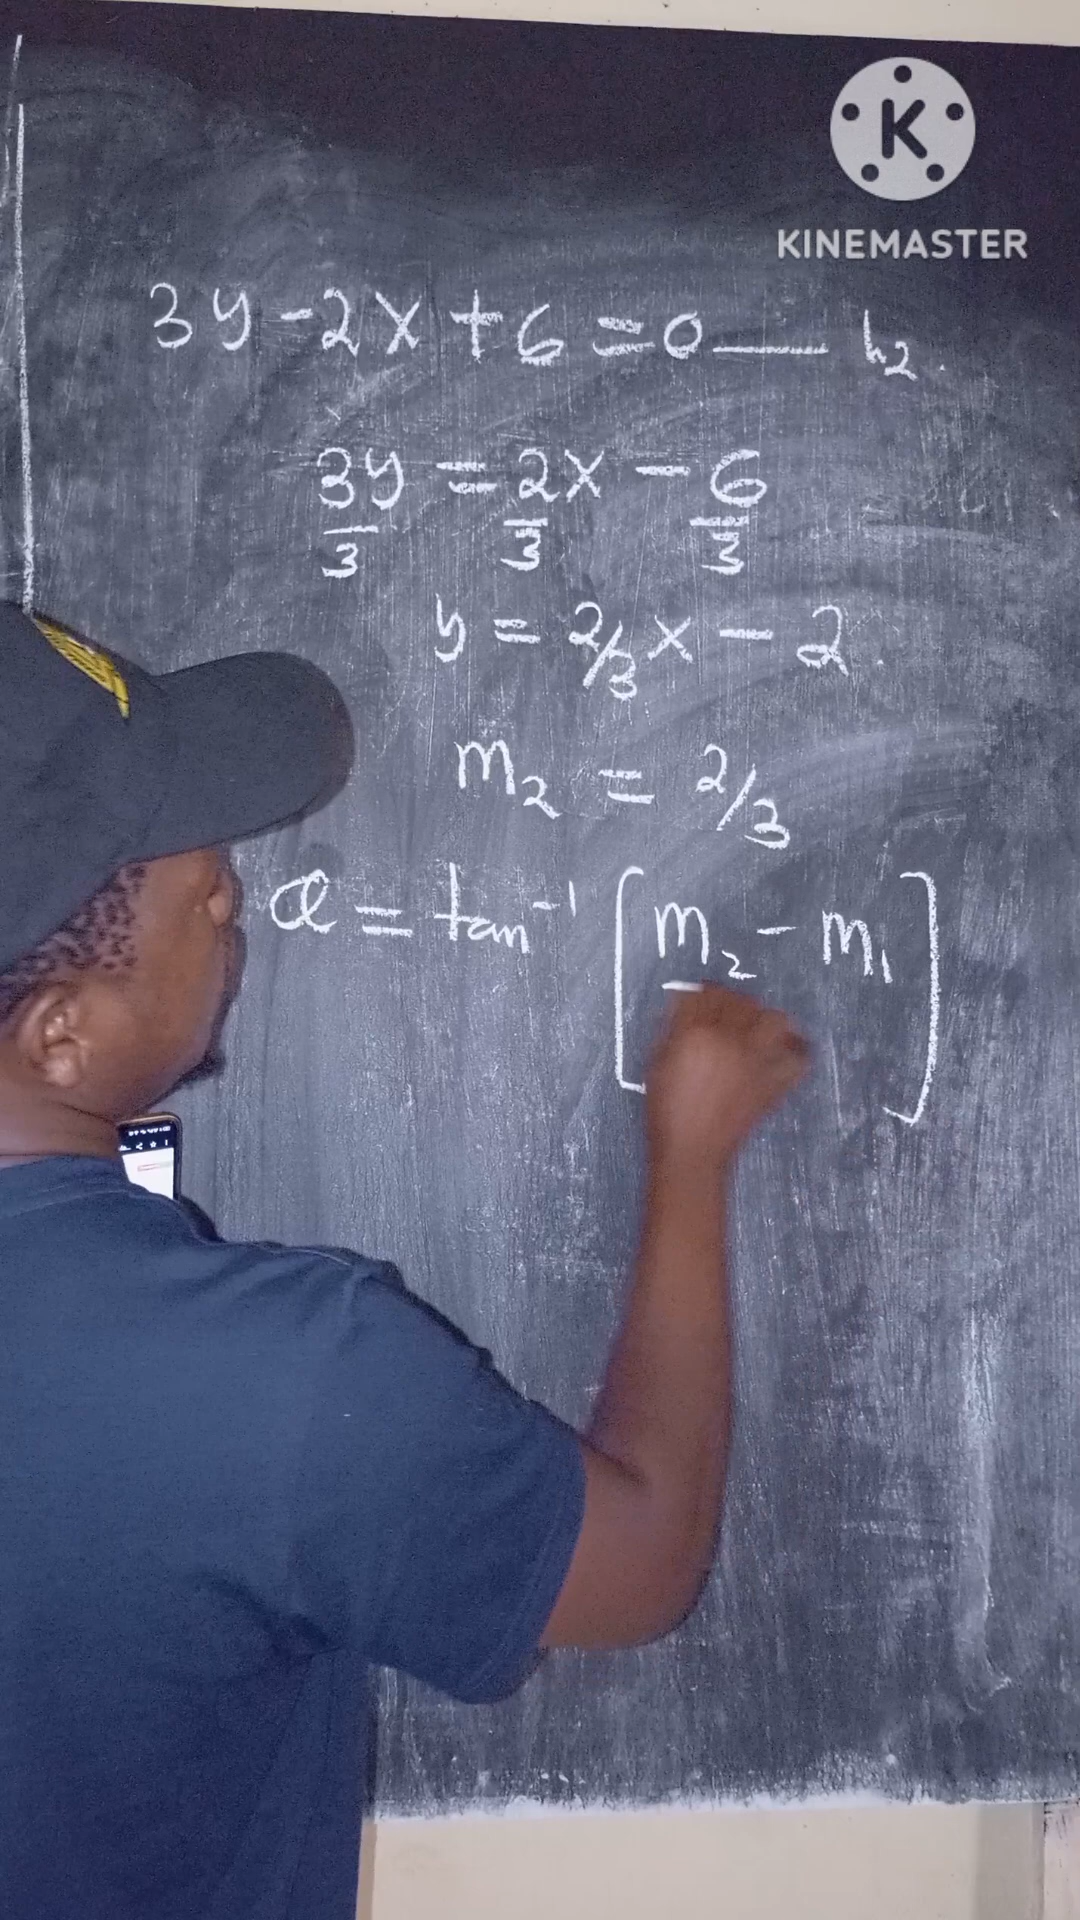 K
KINEMASTER
3y - 2x + 6 = 0 — L2.
3y/3 = 2x/3 - 6/3
y = 2/3 x - 2.
m2 = 2/3
α = tan⁻¹ [m2 - m1]